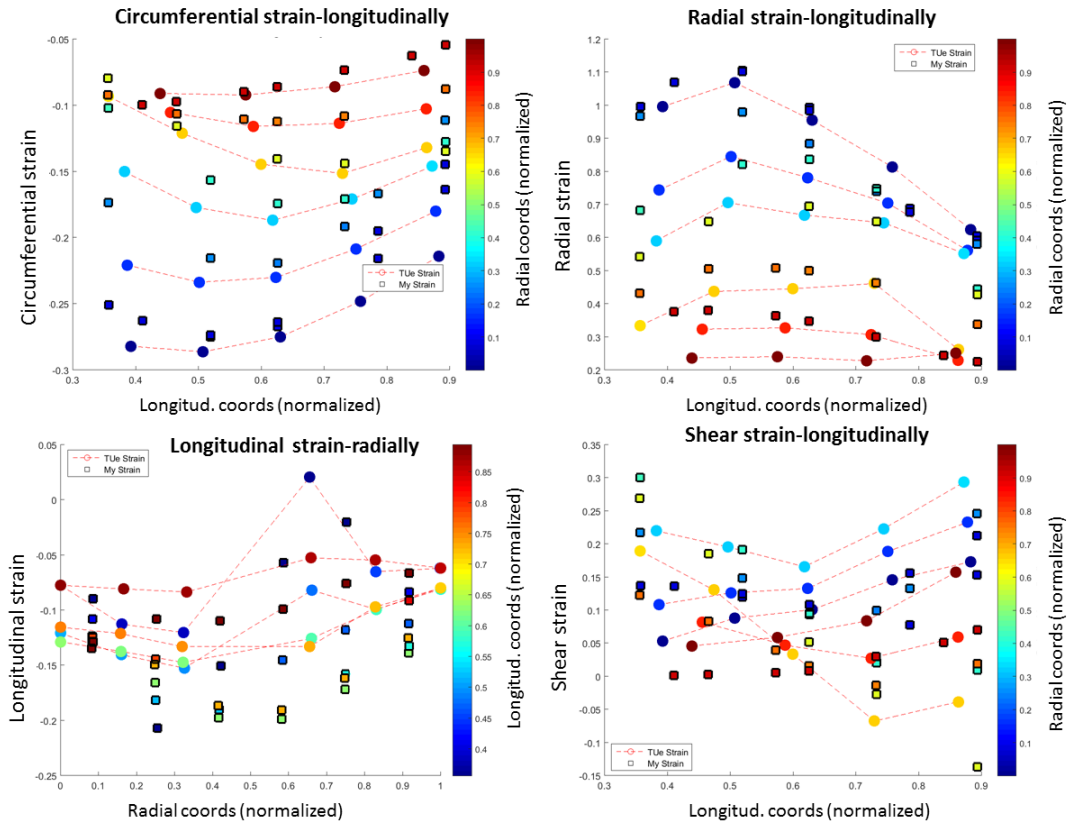 Circumferential strain-longitudinally
-0.05
-0.1
-0.15
-0.2
-0.25
-0.3
0.3 0.4 0.5 0.6 0.7 0.8 0.9
Circumferential strain
Longitud. coords (normalized)
TUe Strain
My Strain
0.9
0.8
0.7
0.6
0.5
0.4
0.3
0.2
0.1
Radial coords (normalized)
Radial strain-longitudinally
1.2
1.1
1
0.9
0.8
0.7
0.6
0.5
0.4
0.3
0.2
0.3 0.4 0.5 0.6 0.7 0.8 0.9
Radial strain
Longitud. coords (normalized)
TUe Strain
My Strain
0.9
0.8
0.7
0.6
0.5
0.4
0.3
0.2
0.1
Radial coords (normalized)
Longitudinal strain-radially
0.05
0
-0.05
-0.1
-0.15
-0.2
-0.25
0 0.1 0.2 0.3 0.4 0.5 0.6 0.7 0.8 0.9 1
Longitudinal strain
Radial coords (normalized)
TUe Strain
My Strain
0.85
0.8
0.75
0.7
0.65
0.6
0.55
0.5
0.45
0.4
Longitud. coords (normalized)
Shear strain-longitudinally
0.35
0.3
0.25
0.2
0.15
0.1
0.05
0
-0.05
-0.1
-0.15
0.3 0.4 0.5 0.6 0.7 0.8 0.9
Shear strain
Longitud. coords (normalized)
TUe Strain
My Strain
0.9
0.8
0.7
0.6
0.5
0.4
0.3
0.2
0.1
Radial coords (normalized)